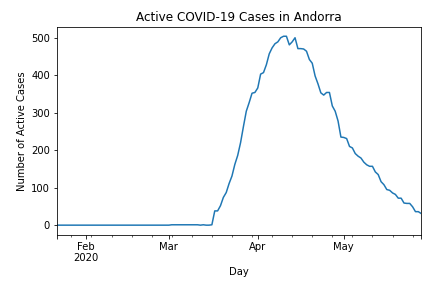 Active COVID-19 Cases in Andorra
Number of Active Cases
500
400
300
200
100
0
Feb
2020
Mar
Apr
May
Day